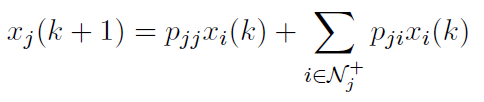 x_j(k + 1) = p_{jj}x_i(k) + \sum_{i \in \mathcal{N}_j^+} p_{ji}x_i(k)